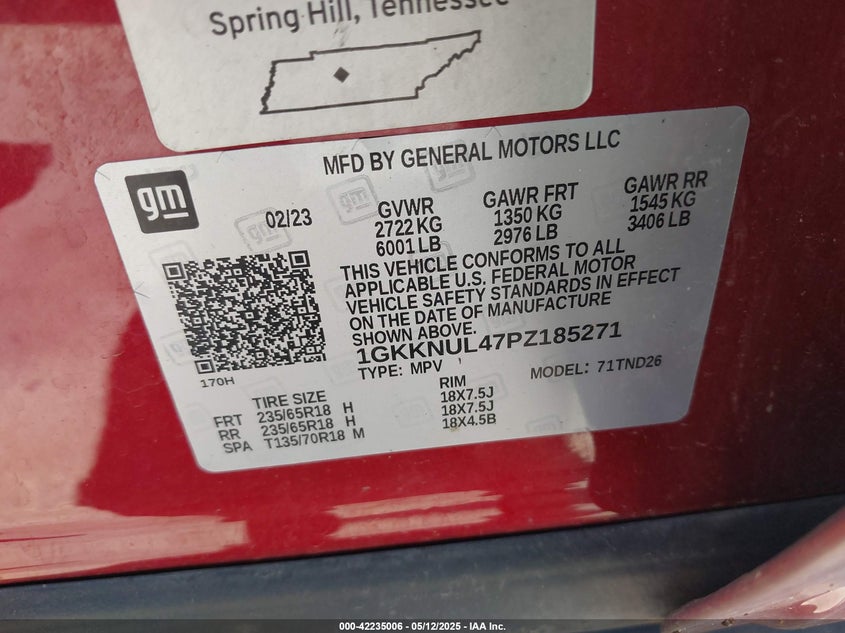 Spring Hill, Tennessee
MFD BY GENERAL MOTORS LLC
gm
02/23
GVWR
2722 KG
6001 LB
GAWR FRT
1350 KG
2976 LB
GAWR RR
1545 KG
3406 LB
THIS VEHICLE CONFORMS TO ALL
APPLICABLE U.S. FEDERAL MOTOR
VEHICLE SAFETY STANDARDS IN EFFECT
ON THE DATE OF MANUFACTURE
SHOWN ABOVE.
1GKKNUL47PZ185271
TYPE: MPV
MODEL: 71TND26
170H
TIRE SIZE
RIM
FRT 235/65R18 H 18X7.5J
RR 235/65R18 H 18X7.5J
SPA T135/70R18 M 18X4.5B
000-42235006 - 05/12/2025 - IAA Inc.